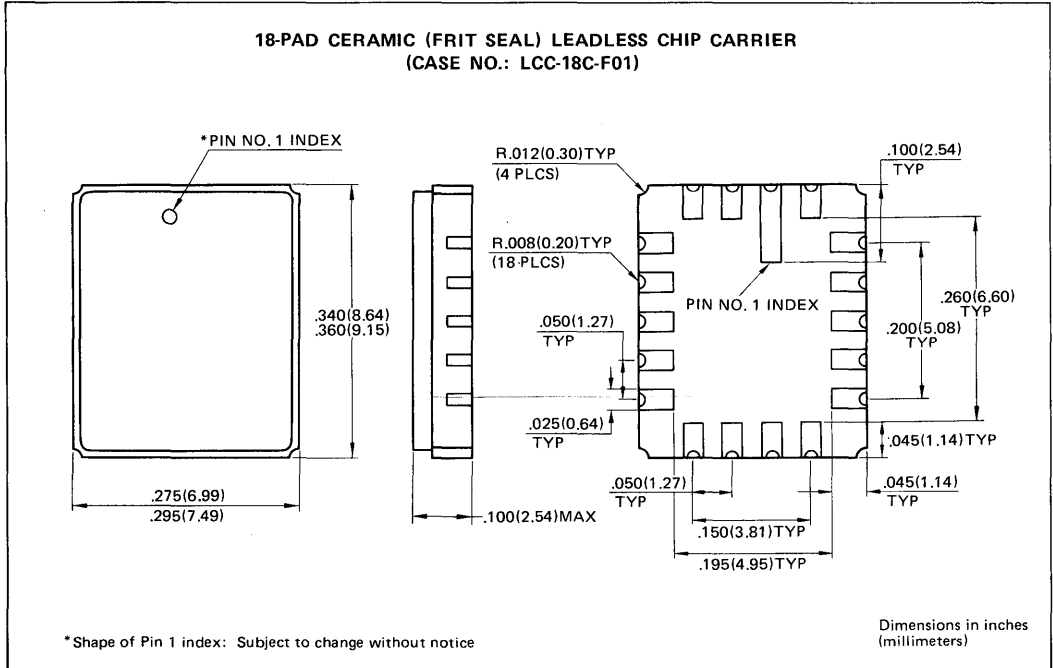 18-PAD CERAMIC (FRIT SEAL) LEADLESS CHIP CARRIER
(CASE NO.: LCC-18C-F01)
*PIN NO. 1 INDEX
R.012(0.30)TYP
(4 PLCS)
.100(2.54)
TYP
R.008(0.20)TYP
(18 PLCS)
PIN NO. 1 INDEX
.340(8.64)
.360(9.15)
.050(1.27)
TYP
.260(6.60)
TYP
.200(5.08)
TYP
.025(0.64)
TYP
.045(1.14)TYP
.275(6.99)
.295(7.49)
.100(2.54)MAX
.050(1.27)
TYP
.045(1.14)
TYP
.150(3.81)TYP
.195(4.95)TYP
*Shape of Pin 1 index: Subject to change without notice
Dimensions in inches
(millimeters)